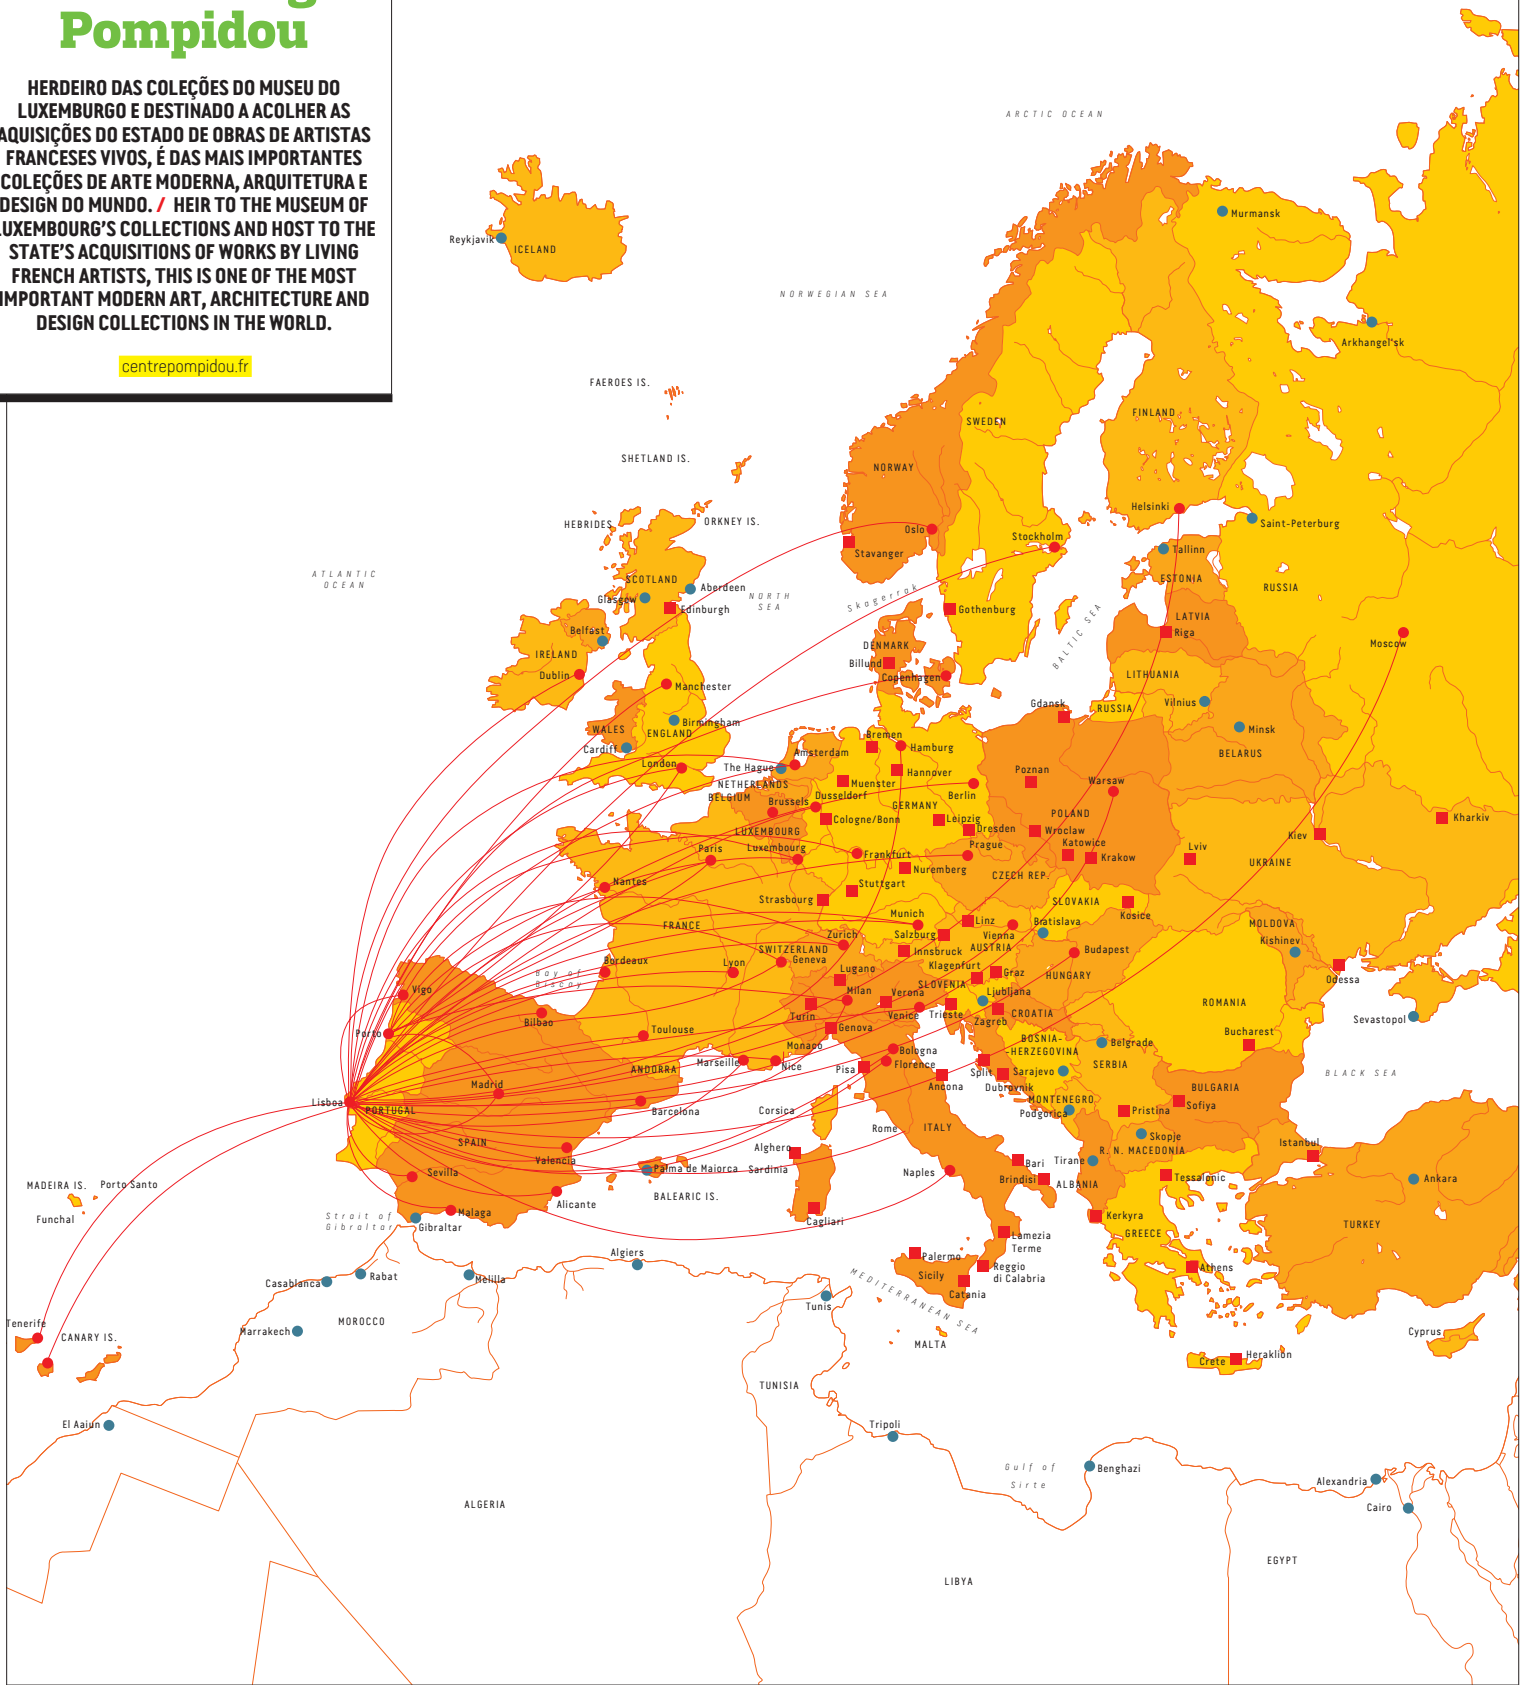 Pompidou
HERDEIRO DAS COLEÇÕES DO MUSEU DO
LUXEMBURGO E DESTINADO A ACOLHER AS
AQUISIÇÕES DO ESTADO DE OBRAS DE ARTISTAS
FRANCESES VIVOS, É DAS MAIS IMPORTANTES
COLEÇÕES DE ARTE MODERNA, ARQUITETURA E
DESIGN DO MUNDO. / HEIR TO THE MUSEUM OF
LUXEMBOURG'S COLLECTIONS AND HOST TO THE
STATE'S ACQUISITIONS OF WORKS BY LIVING
FRENCH ARTISTS, THIS IS ONE OF THE MOST
IMPORTANT MODERN ART, ARCHITECTURE AND
DESIGN COLLECTIONS IN THE WORLD.
centrepompidou.fr
ARCTIC OCEAN
Murmansk
Reykjavik
ICELAND
NORWEGIAN SEA
Arkhangel'sk
FAEROES IS.
FINLAND
SWEDEN
SHETLAND IS.
NORWAY
Helsinki
HEBRIDES
ORKNEY IS.
Saint-Peterburg
Oslo
Stockholm
Stavanger
Tallinn
ATLANTIC
OCEAN
SCOTLAND
ESTONIA
Aberdeen
RUSSIA
Glasgow
NORTH
SEA
Skagerrak
Edinburgh
Gothenburg
LATVIA
Belfast
Riga
BALTIC SEA
DENMARK
Moscow
IRELAND
Billund
Dublin
Copenhagen
LITHUANIA
Manchester
Gdansk
RUSSIA
Vilnius
Birmingham
WALES
ENGLAND
Minsk
Bremen
Cardiff
Hamburg
Amsterdam
BELARUS
London
The Hague
Hannover
Poznan
NETHERLANDS
Muenster
Warsaw
BELGIUM
Dusseldorf
Berlin
Brussels
GERMANY
POLAND
Cologne/Bonn
Leipzig
Kharkiv
LUXEMBOURG
Dresden
Wroclaw
Kiev
Paris
Luxembourg
Prague
Katowice
Lviv
Frankfurt
Krakow
UKRAINE
Nuremberg
CZECH REP.
Nantes
Stuttgart
Strasbourg
SLOVAKIA
Kosice
Munich
Linz
Bratislava
MOLDOVA
FRANCE
Salzburg
Vienna
Zurich
Kishinev
SWITZERLAND
Innsbruck
AUSTRIA
Budapest
Geneva
Bordeaux
Lyon
Lugano
Klagenfurt
Graz
HUNGARY
Bay of
Biscay
Odessa
SLOVENIA
Vigo
Milan
Verona
Ljubljana
ROMANIA
Bilbao
Turin
Venice
Trieste
Zagreb
CROATIA
Sevastopol
Porto
Toulouse
Genova
Bucharest
Monaco
BOSNIA-
-HERZEGOVINA
Belgrade
Bologna
Marseille
Nice
Florence
SERBIA
Pisa
ANDORRA
Split
Sarajevo
BLACK SEA
Madrid
Ancona
Dubrovnik
BULGARIA
Lisboa
PORTUGAL
Barcelona
Corsica
MONTENEGRO
Podgorica
Pristina
Sofiya
Rome
ITALY
SPAIN
Skopje
Istanbul
Alghero
R. N. MACEDONIA
Valencia
Bari
Tirane
Sardinia
Palma de Maiorca
Sevilla
Naples
Brindisi
ALBANIA
Tessalonic
Ankara
MADEIRA IS.
Porto Santo
BALEARIC IS.
Alicante
Funchal
Malaga
Strait of
Gibraltar
Gibraltar
Cagliari
Kerkyra
TURKEY
GREECE
Lamezia
Terme
Algiers
Palermo
Reggio
di Calabria
Athens
Sicily
Casablanca
Rabat
Melilla
Catania
MEDITERRANEAN SEA
Tunis
MOROCCO
Tenerife
Marrakech
CANARY IS.
MALTA
Cyprus
Crete
Heraklion
TUNISIA
El Aaiun
Tripoli
Gulf of
Sirte
Benghazi
Alexandria
ALGERIA
Cairo
EGYPT
LIBYA